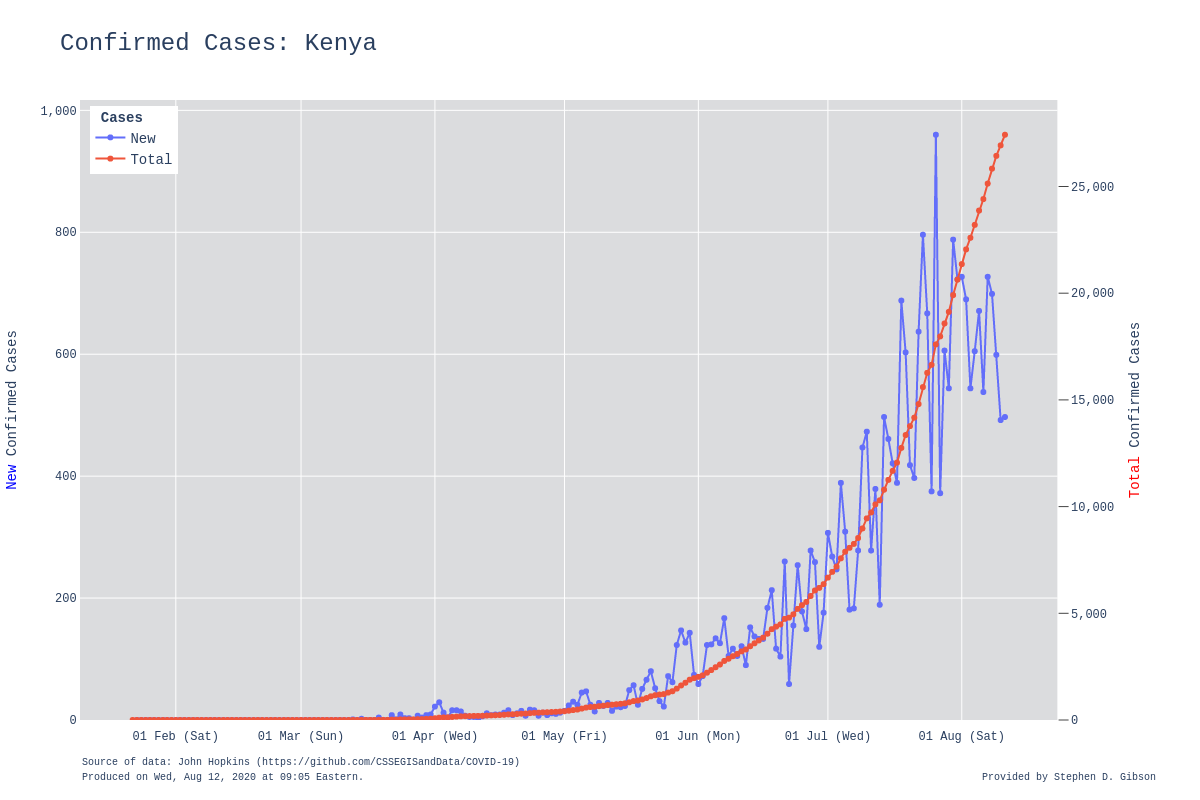 Confirmed Cases: Kenya
Cases
New
Total
1,000
800
600
400
200
0
New Confirmed Cases
25,000
20,000
15,000
10,000
5,000
0
Total Confirmed Cases
01 Feb (Sat)
01 Mar (Sun)
01 Apr (Wed)
01 May (Fri)
01 Jun (Mon)
01 Jul (Wed)
01 Aug (Sat)
Source of data: John Hopkins (https://github.com/CSSEGISandData/COVID-19)
Produced on Wed, Aug 12, 2020 at 09:05 Eastern.
Provided by Stephen D. Gibson